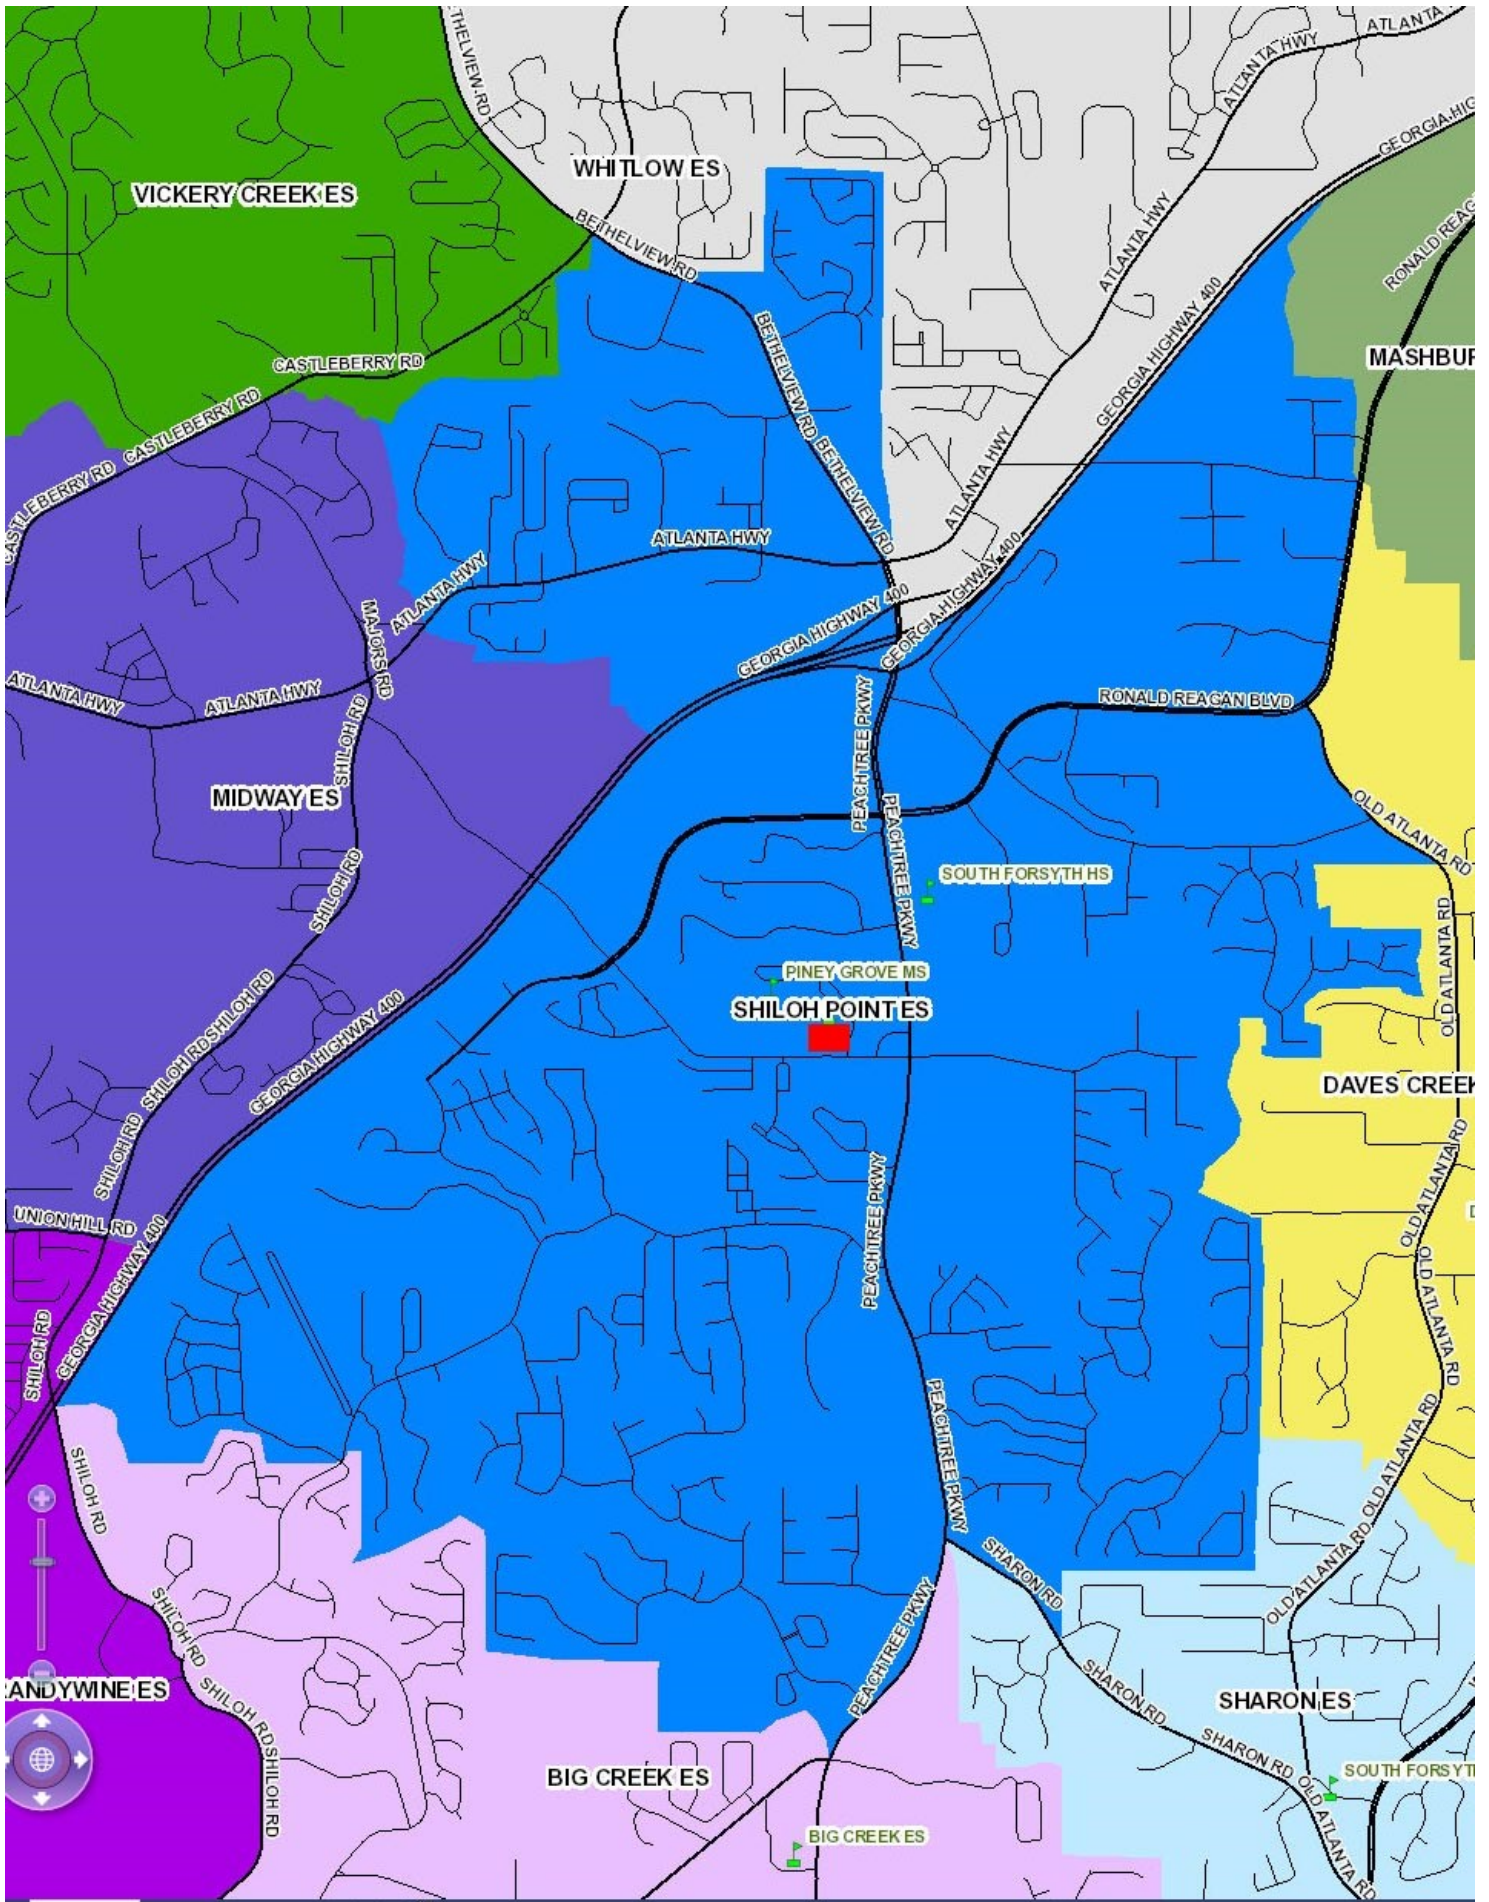 ATLANTA
ATLANTA HWY
BETHELVIEW RD
GEORGIA HIG
WHITLOW ES
VICKERY CREEK ES
RONALD REAG
BETHELVIEW RD
ATLANTA HWY
GEORGIA HIGHWAY 400
MASHBUR
BETHELVIEW RD
CASTLEBERRY RD
CASTLEBERRY RD
CASTLEBERRY RD
CASTLEBERRY RD
BETHELVIEW RD
ATLANTA HWY
ATLANTA HWY
ATLANTA HWY
GEORGIA HIGHWAY 400
GEORGIA HIGHWAY 400
MAJORS RD
ATLANTA HWY
ATLANTA HWY
RONALD REAGAN BLVD
PEACHTREE PKWY
SHILOH RD
MIDWAY ES
PEACHTREE PKWY
OLD ATLANTA RD
SOUTH FORSYTH HS
SHILOH RD
OLD ATLANTA RD
PINEY GROVE MS
SHILOH POINT ES
SHILOH RD
SHILOH RD
GEORGIA HIGHWAY 400
DAVES CREEK
SHILOH RD
OLD ATLANTA RD
PEACHTREE PKWY
UNION HILL RD
GEORGIA HIGHWAY 400
OLD ATLANTA RD
SHILOH RD
PEACHTREE PKWY
OLD ATLANTA RD
SHILOH RD
OLD ATLANTA RD
SHARON RD
PEACHTREE PKWY
SHILOH RD
ANDYWINE ES
SHILOH RD
SHILOH RD
SHARON RD
SHARON ES
SHARON RD
BIG CREEK ES
SOUTH FORSYTH
OLD ATLANTA RD
BIG CREEK ES